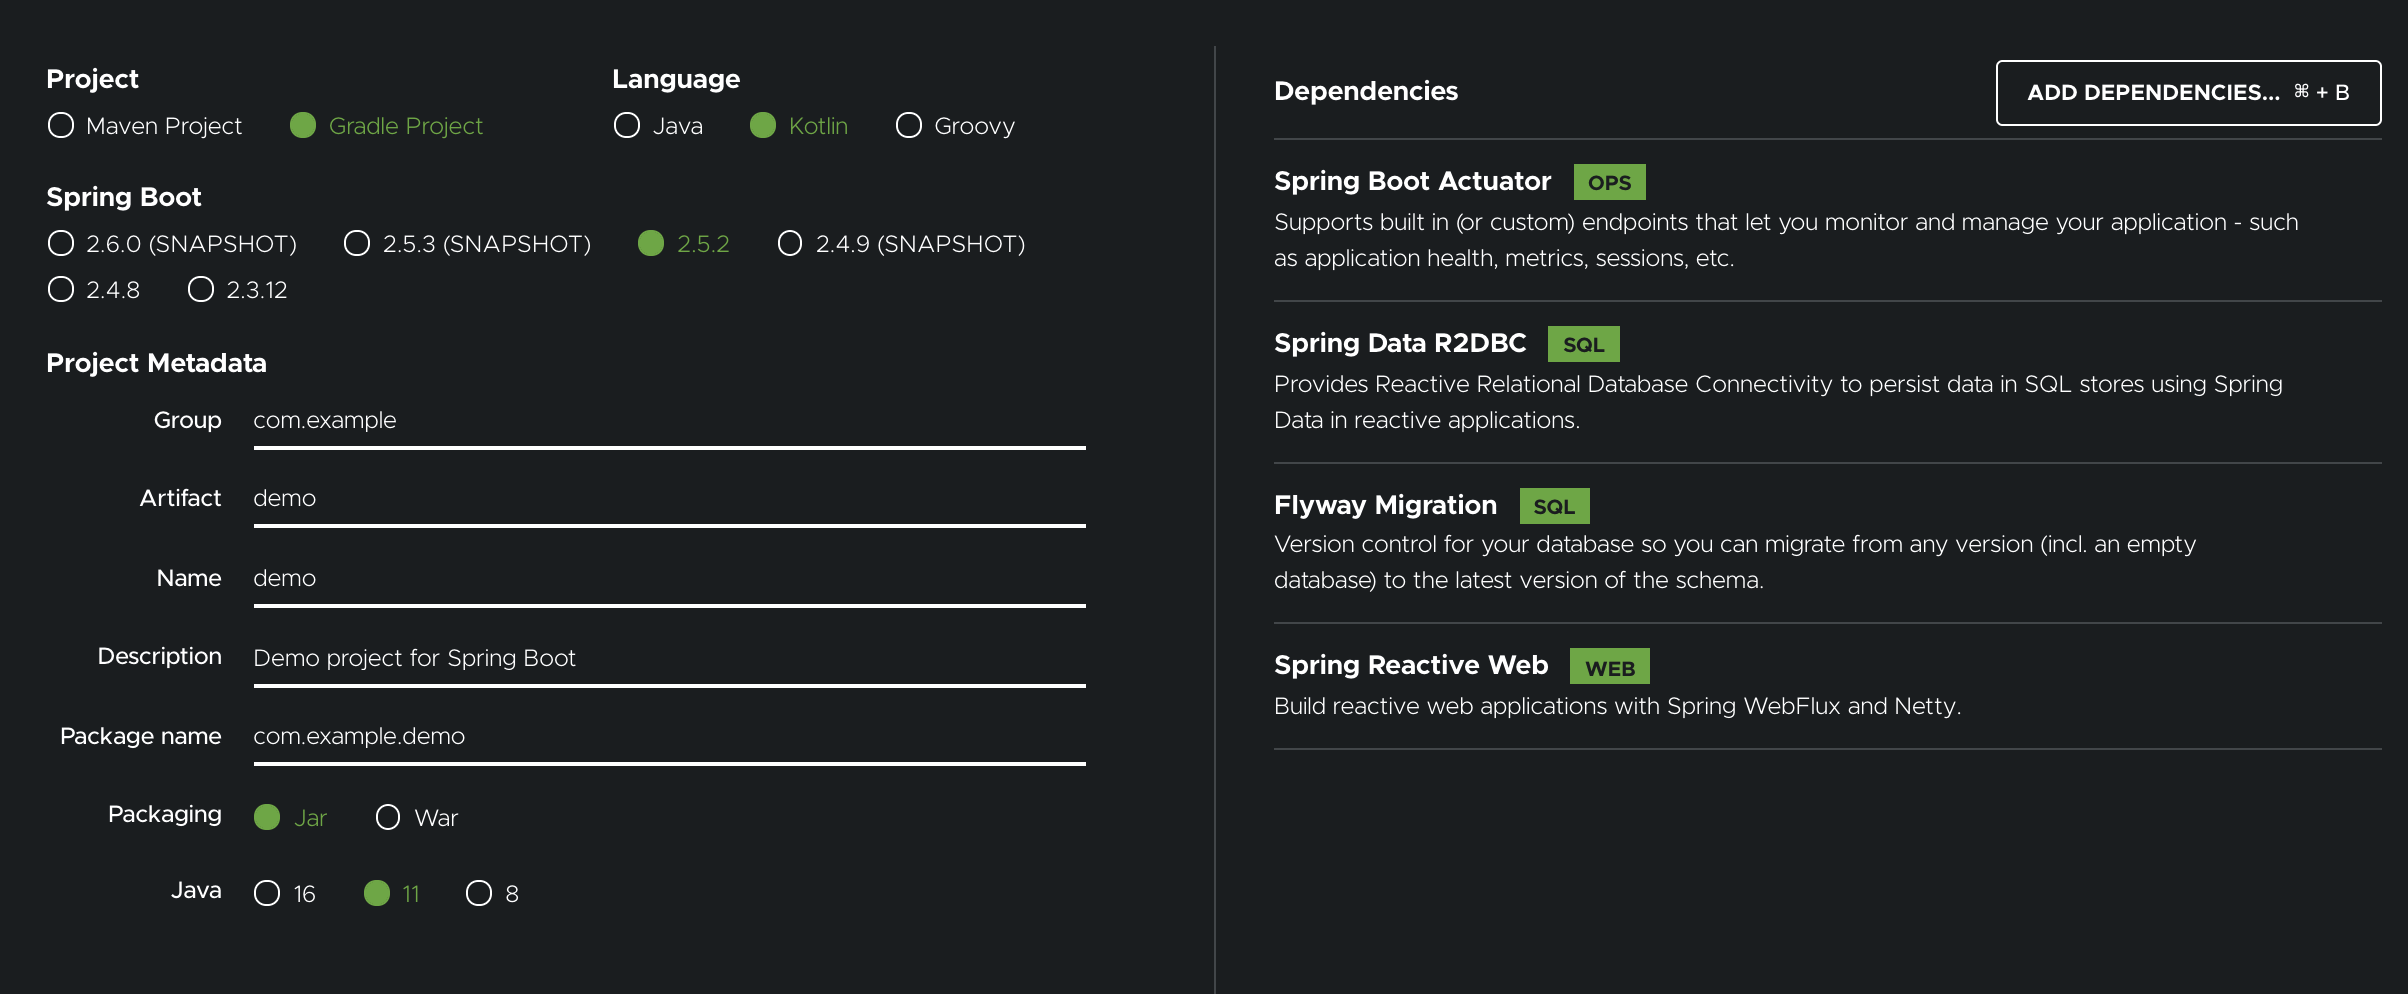 Project
Maven Project Gradle Project
Language
Java Kotlin Groovy
Spring Boot
2.6.0 (SNAPSHOT) 2.5.3 (SNAPSHOT) 2.5.2 2.4.9 (SNAPSHOT)
2.4.8 2.3.12
Project Metadata
Group com.example
Artifact demo
Name demo
Description Demo project for Spring Boot
Package name com.example.demo
Packaging Jar War
Java 16 11 8
Dependencies
ADD DEPENDENCIES... ⌘ + B
Spring Boot Actuator OPS
Supports built in (or custom) endpoints that let you monitor and manage your application - such
as application health, metrics, sessions, etc.
Spring Data R2DBC SQL
Provides Reactive Relational Database Connectivity to persist data in SQL stores using Spring
Data in reactive applications.
Flyway Migration SQL
Version control for your database so you can migrate from any version (incl. an empty
database) to the latest version of the schema.
Spring Reactive Web WEB
Build reactive web applications with Spring WebFlux and Netty.